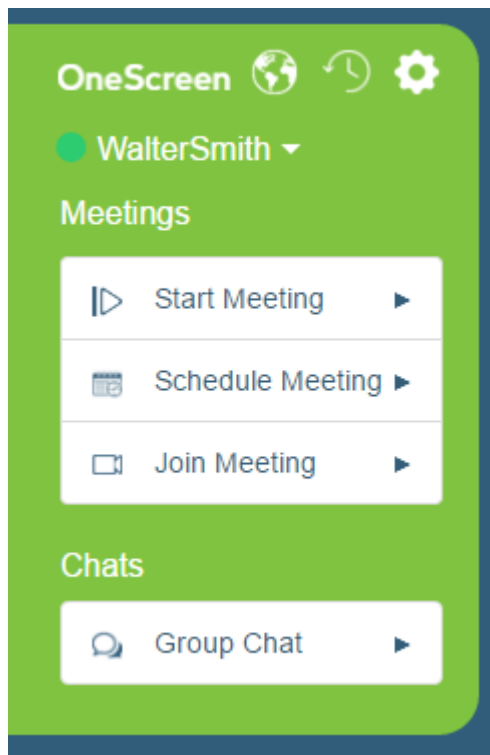 OneScreen
WalterSmith
Meetings
Start Meeting
Schedule Meeting
Join Meeting
Chats
Group Chat